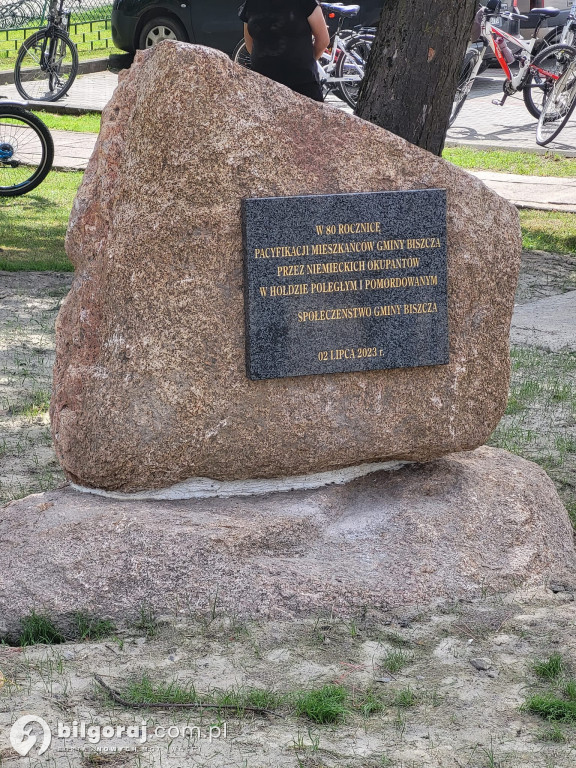 W 80 ROCZNICĘ
PACYFIKACJI MIESZKAŃCÓW GMINY BISZCZA
PRZEZ NIEMIECKICH OKUPANTÓW
W HOŁDZIE POLEGŁYM I POMORDOWANYM
SPOŁECZEŃSTWO GMINY BISZCZA
02 LIPCA 2023 r.
bilgoraj.com.pl